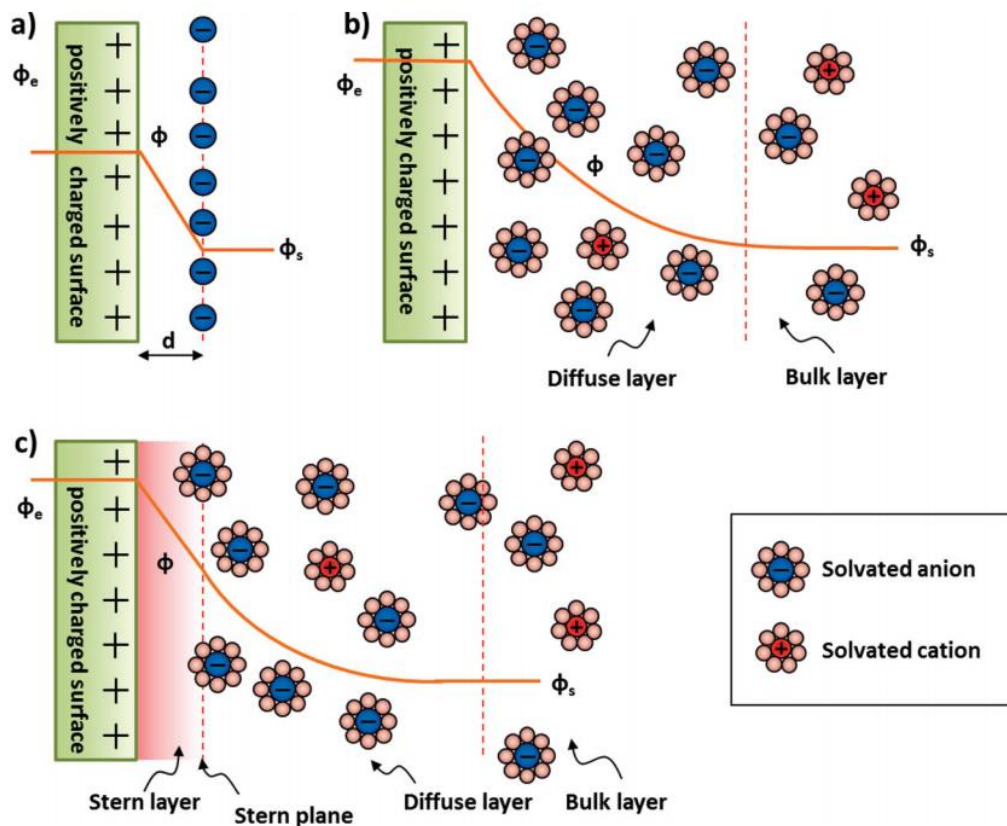 a)
Φe
positively charged surface
+
+
+
+
+
+
+
Φ
−
−
−
−
−
−
−
Φs
d
b)
Φe
positively charged surface
+
+
+
+
+
+
+
Φ
−
−
−
−
−
−
−
−
−
−
+
+
+
Φs
Diffuse layer
Bulk layer
c)
Φe
positively charged surface
+
+
+
+
+
+
+
Φ
−
−
−
−
−
−
−
−
−
−
+
+
+
Φs
Stern layer
Stern plane
Diffuse layer
Bulk layer
− Solvated anion
+ Solvated cation